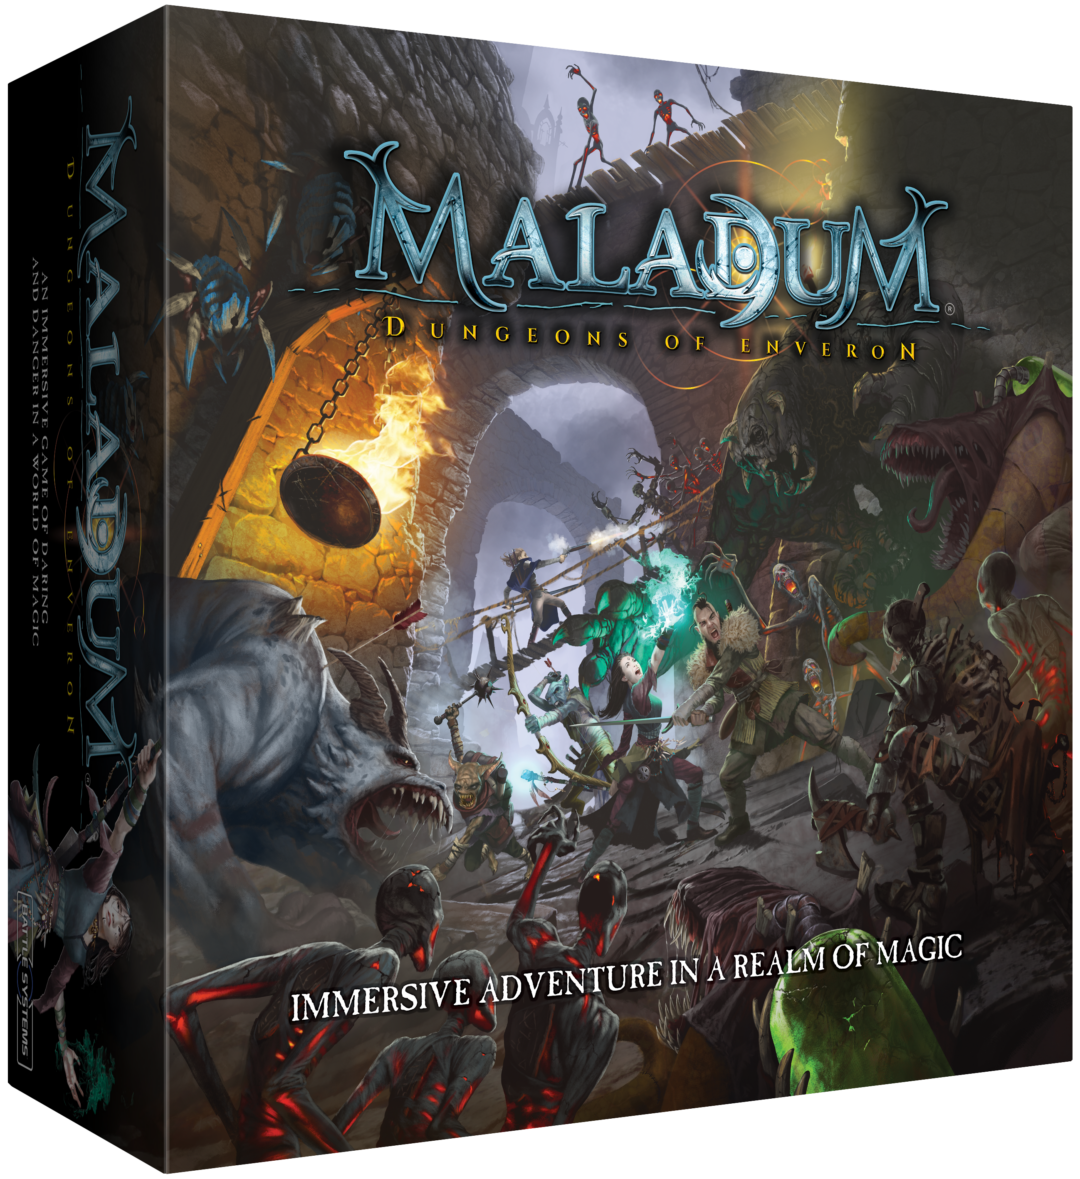 MALADUM®
DUNGEONS OF ENVERON
IMMERSIVE ADVENTURE IN A REALM OF MAGIC
MALADUM®
DUNGEONS OF ENVERON
AN IMMERSIVE GAME OF DARING
AND DANGER IN A WORLD OF MAGIC
BATTLE SYSTEMS